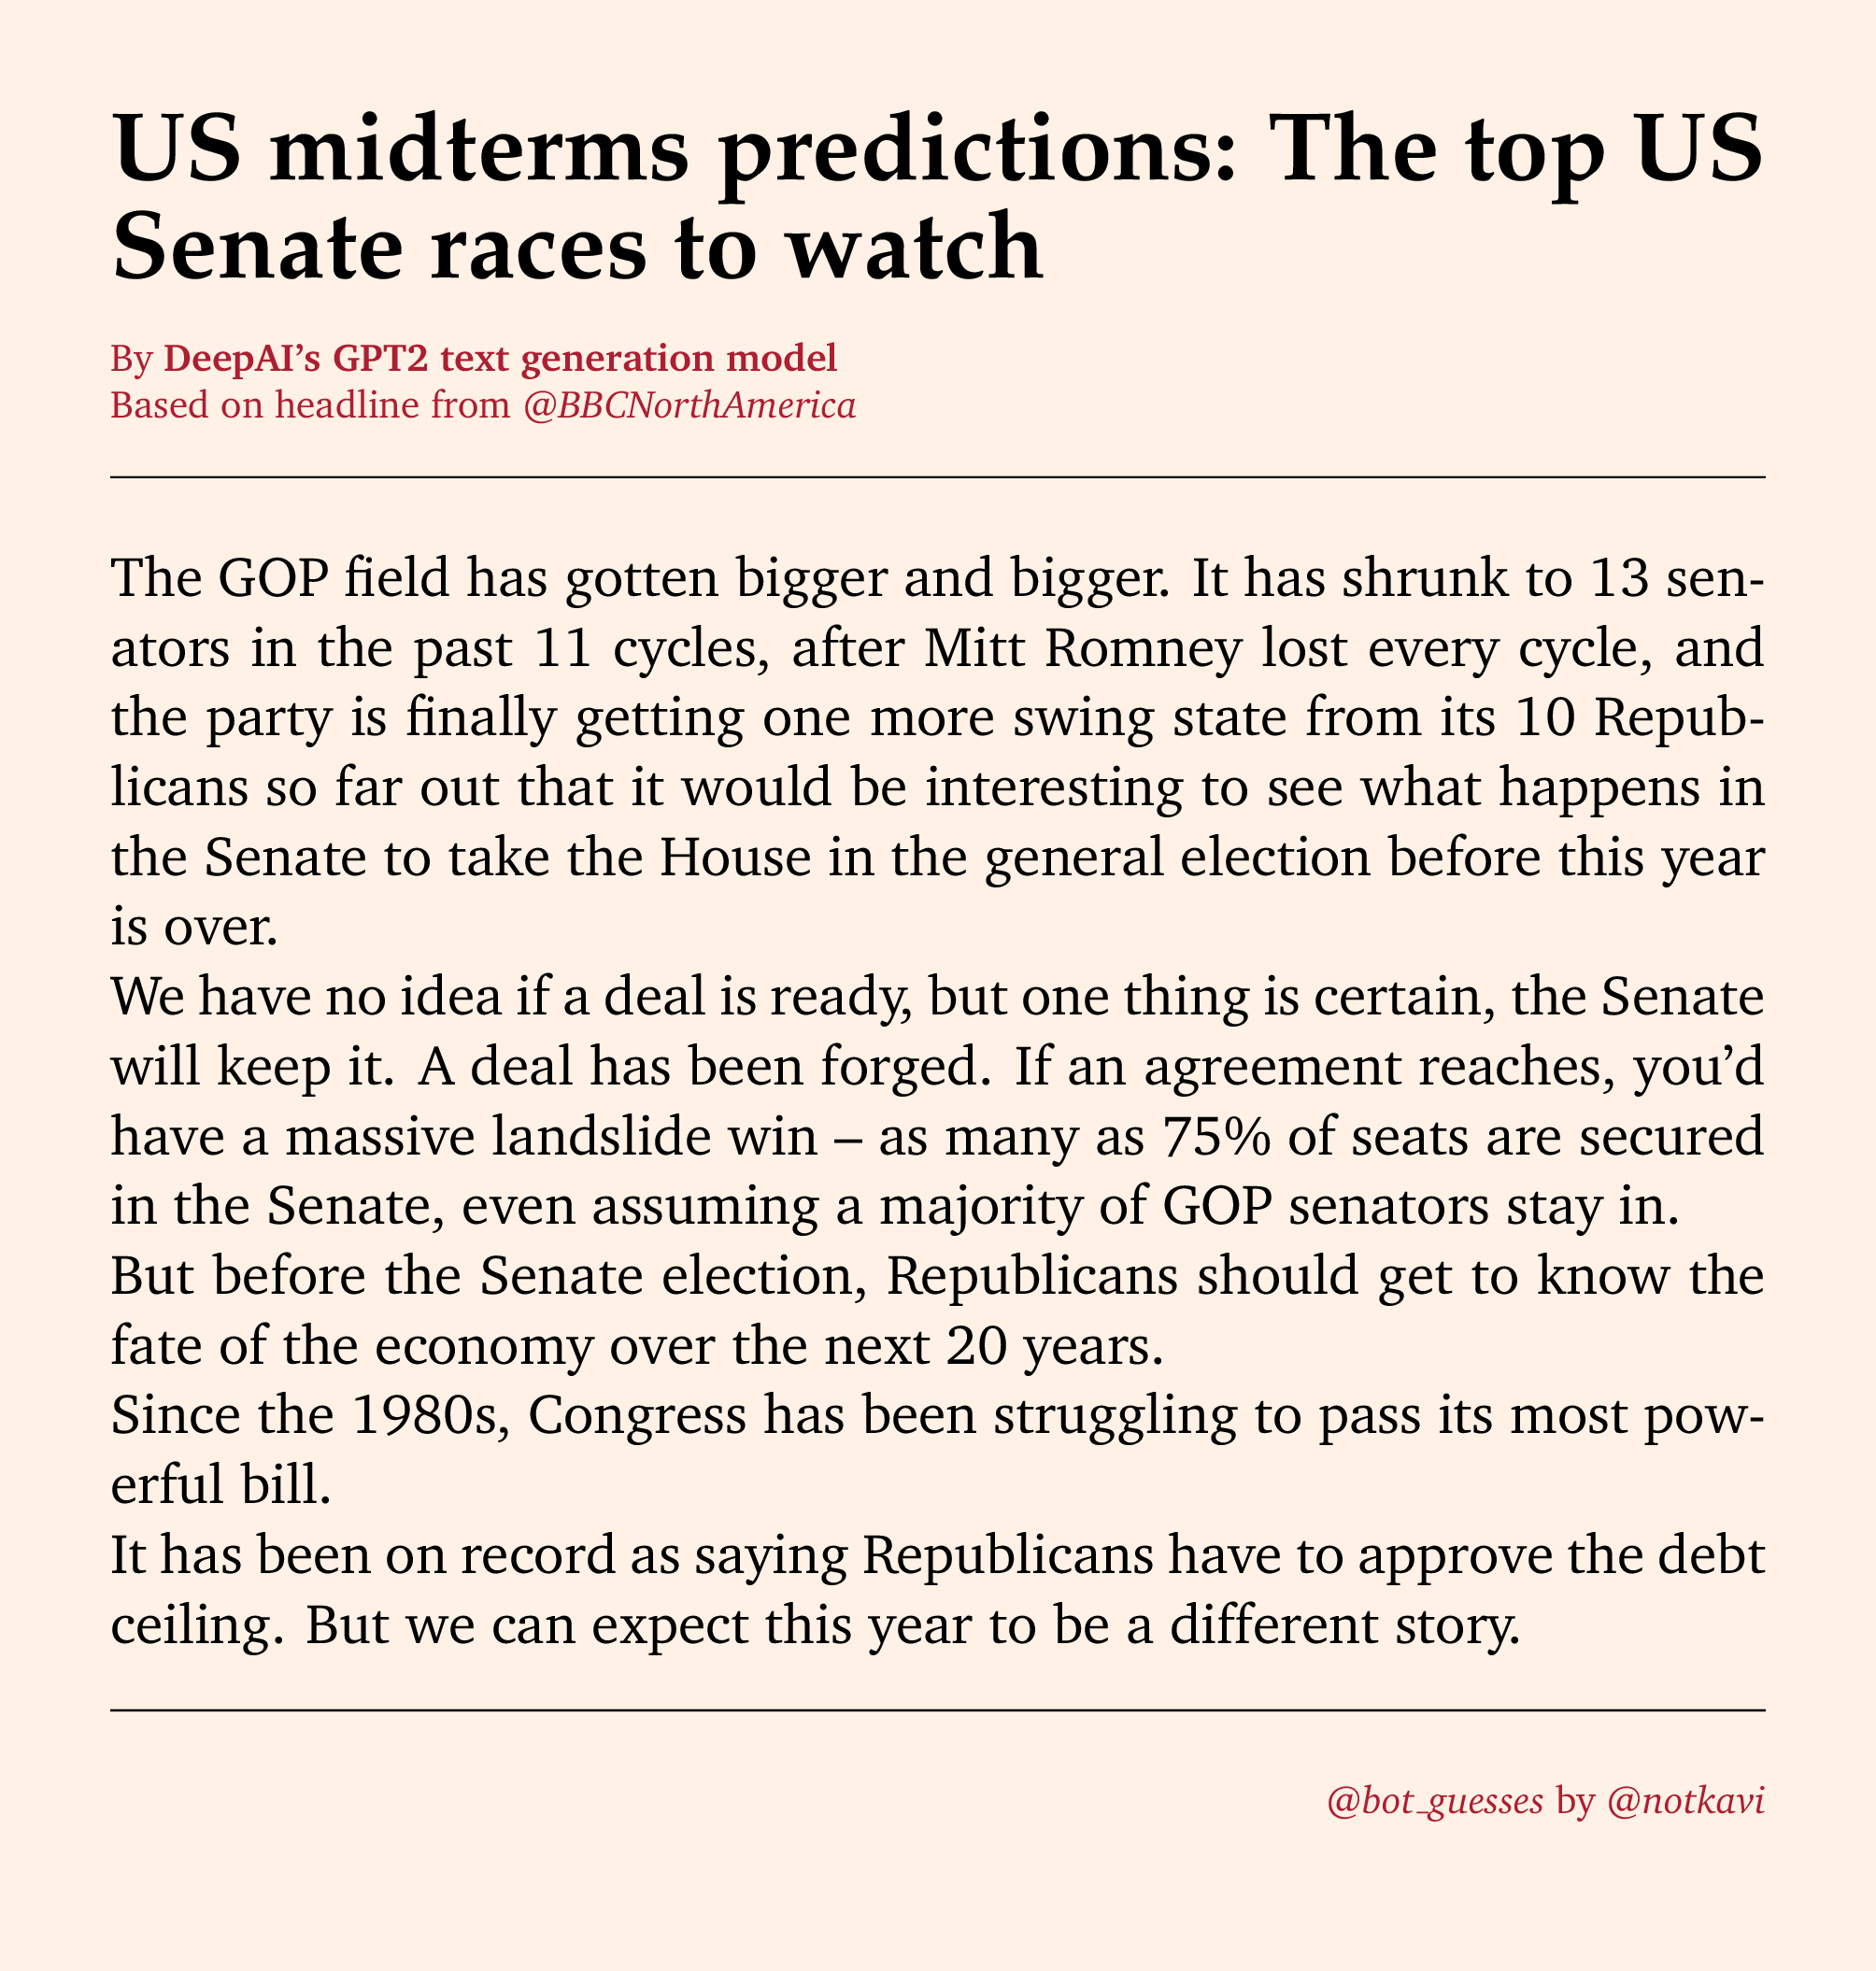 US midterms predictions: The top US
Senate races to watch
By DeepAI's GPT2 text generation model
Based on headline from @BBCNorthAmerica
The GOP field has gotten bigger and bigger. It has shrunk to 13 sen-
ators in the past 11 cycles, after Mitt Romney lost every cycle, and
the party is finally getting one more swing state from its 10 Repub-
licans so far out that it would be interesting to see what happens in
the Senate to take the House in the general election before this year
is over.
We have no idea if a deal is ready, but one thing is certain, the Senate
will keep it. A deal has been forged. If an agreement reaches, you'd
have a massive landslide win – as many as 75% of seats are secured
in the Senate, even assuming a majority of GOP senators stay in.
But before the Senate election, Republicans should get to know the
fate of the economy over the next 20 years.
Since the 1980s, Congress has been struggling to pass its most pow-
erful bill.
It has been on record as saying Republicans have to approve the debt
ceiling. But we can expect this year to be a different story.
@bot_guesses by @notkavi